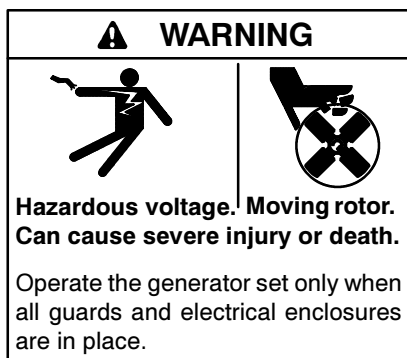 WARNING
Hazardous voltage. Moving rotor.
Can cause severe injury or death.
Operate the generator set only when
all guards and electrical enclosures
are in place.